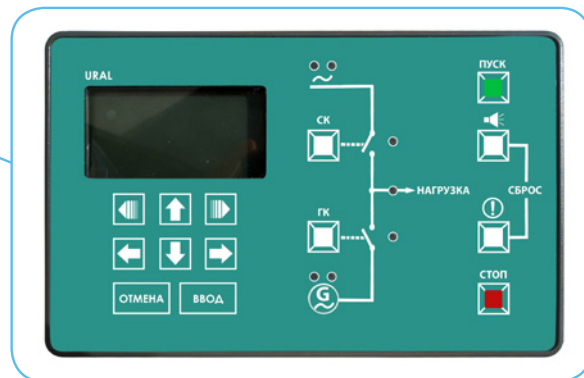 URAL
ПУСК
СК
НАГРУЗКА
СБРОС
ГК
СТОП
ОТМЕНА
ВВОД
G